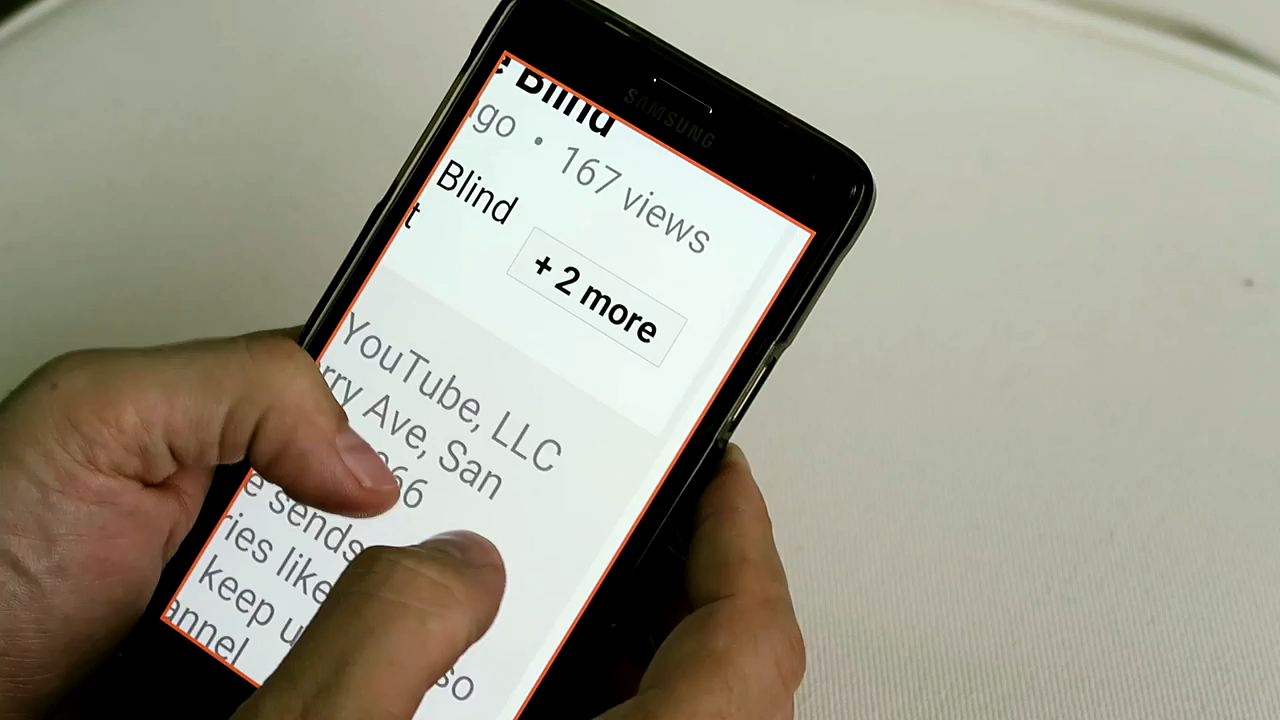 SAMSUNG
e Blind
go • 167 views
Blind
t
+ 2 more
YouTube, LLC
rry Ave, San
66
e sends
ries like
keep u
annel
so